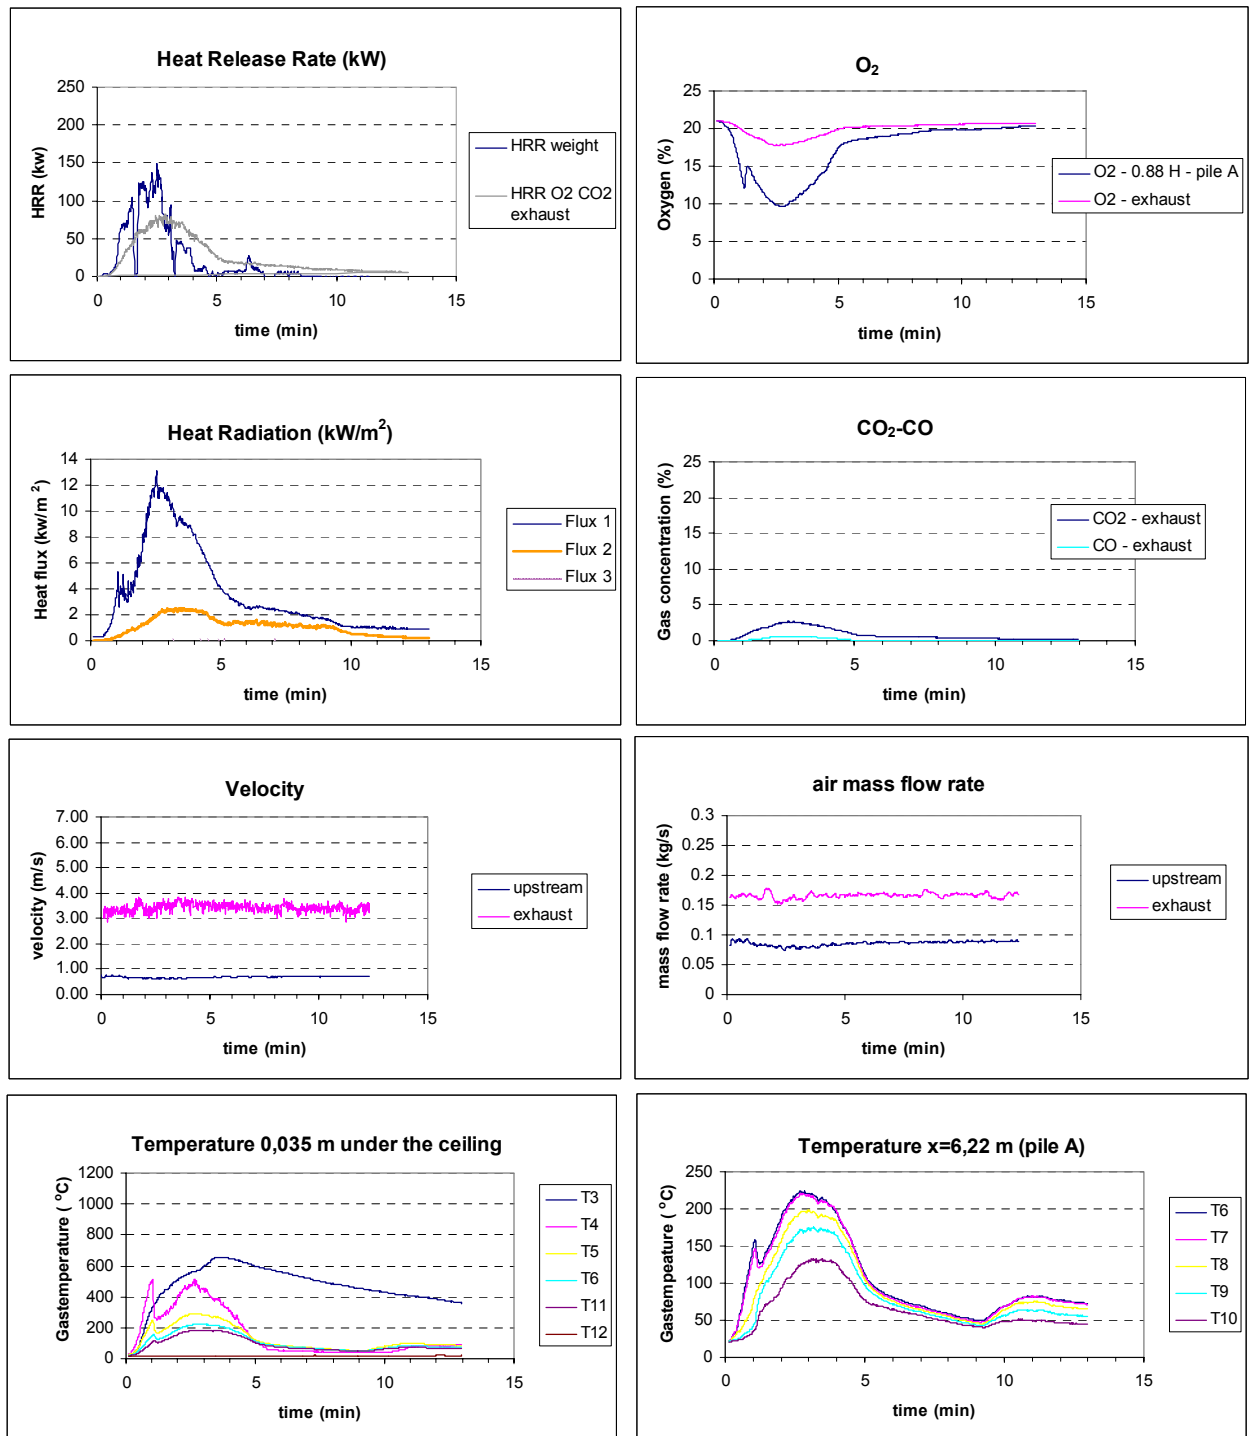 Heat Release Rate (kW)
250
200
150
100
50
0
HRR (kw)
0 5 10 15
time (min)
HRR weight
HRR O2 CO2
exhaust
O₂
25
20
15
10
5
0
Oxygen (%)
0 5 10 15
time (min)
O2 - 0.88 H - pile A
O2 - exhaust
Heat Radiation (kW/m²)
14
12
10
8
6
4
2
0
Heat flux (kw/m²)
0 5 10 15
time (min)
Flux 1
Flux 2
Flux 3
CO₂-CO
25
20
15
10
5
0
Gas concentration (%)
0 5 10 15
time (min)
CO2 - exhaust
CO - exhaust
Velocity
7.00
6.00
5.00
4.00
3.00
2.00
1.00
0.00
velocity (m/s)
0 5 10 15
time (min)
upstream
exhaust
air mass flow rate
0.3
0.25
0.2
0.15
0.1
0.05
0
mass flow rate (kg/s)
0 5 10 15
time (min)
upstream
exhaust
Temperature 0,035 m under the ceiling
1200
1000
800
600
400
200
0
Gastemperature ( °C)
0 5 10 15
time (min)
T3
T4
T5
T6
T11
T12
Temperature x=6,22 m (pile A)
250
200
150
100
50
0
Gastempeature ( °C)
0 5 10 15
time (min)
T6
T7
T8
T9
T10